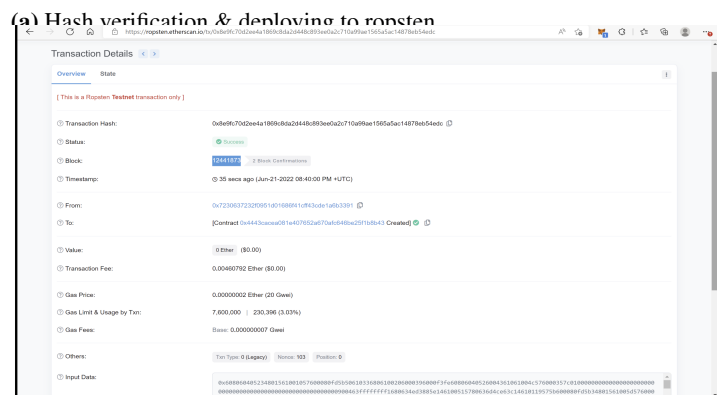 (a) Hash verification & deploying to ropsten
https://ropsten.etherscan.io/tx/0x8e9fc70d2ee4a1869c8da2d448c893ee0a2c710a99ae1565a5ac14878eb54edc
Transaction Details < >
Overview State
[ This is a Ropsten Testnet transaction only ]
Transaction Hash: 0x8e9fc70d2ee4a1869c8da2d448c893ee0a2c710a99ae1565a5ac14878eb54edc
Status: Success
Block: 12441873 2 Block Confirmations
Timestamp: 35 secs ago (Jun-21-2022 08:40:00 PM +UTC)
From: 0x7230637232f0951d01686f41cff43cde1a6b3391
To: [Contract 0x4443cacea081e407652a670afc646be25f1b8b43 Created]
Value: 0 Ether ($0.00)
Transaction Fee: 0.00460792 Ether ($0.00)
Gas Price: 0.00000002 Ether (20 Gwei)
Gas Limit & Usage by Txn: 7,600,000 | 230,396 (3.03%)
Gas Fees: Base: 0.000000007 Gwei
Others: Txn Type: 0 (Legacy) Nonce: 103 Position: 0
Input Data: